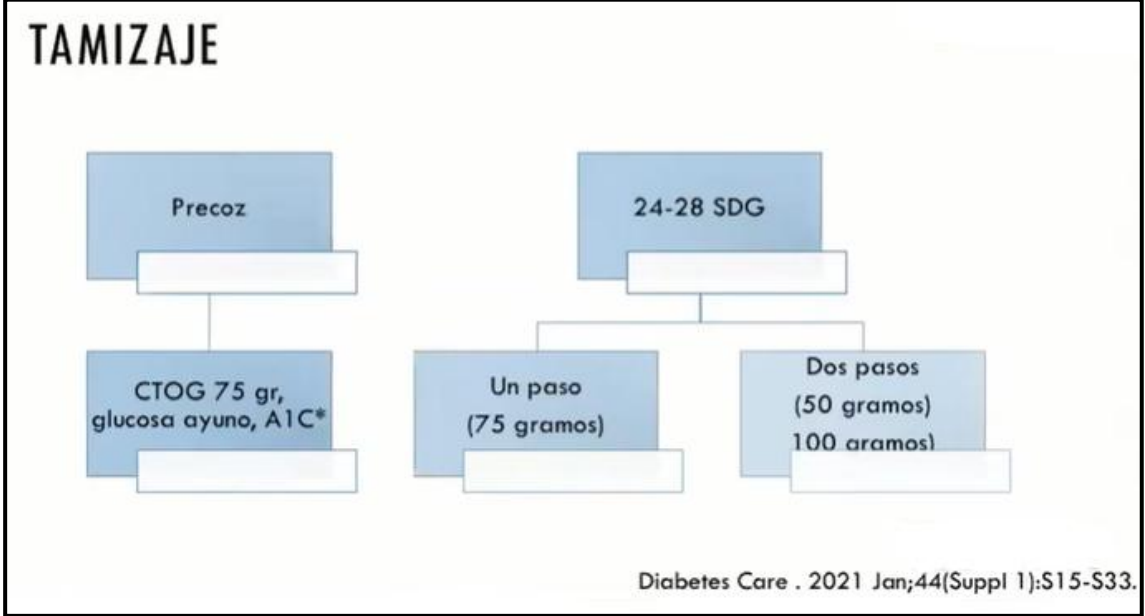 TAMIZAJE
Precoz
24-28 SDG
CTOG 75 gr,
glucosa ayuno, A1C*
Un paso
(75 gramos)
Dos pasos
(50 gramos)
100 gramos)
Diabetes Care . 2021 Jan;44(Suppl 1):S15-S33.